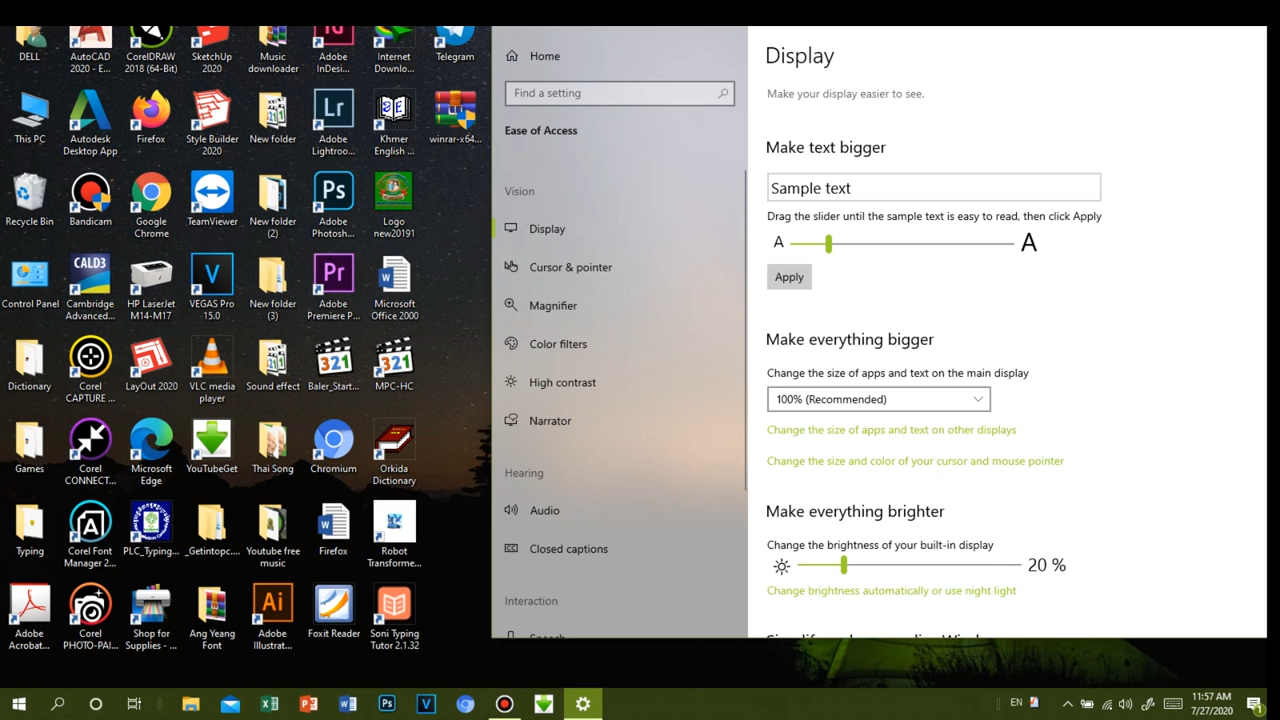 DELL
AutoCAD
2020 - E...
CorelDRAW
2018 (64-Bit)
SketchUp
2020
Music
downloader
Adobe
InDesi...
Internet
Downlo...
Telegram
This PC
Autodesk
Desktop App
Firefox
Style Builder
2020
New folder
Adobe
Lightroo...
Khmer
English ...
winrar-x64...
Recycle Bin
Bandicam
Google
Chrome
TeamViewer
New folder
(2)
Adobe
Photosh...
Logo
new20191
Control Panel
Cambridge
Advanced...
HP LaserJet
M14-M17
VEGAS Pro
15.0
New folder
(3)
Adobe
Premiere P...
Microsoft
Office 2000
Dictionary
Corel
CAPTURE ...
LayOut 2020
VLC media
player
Sound effect
Baler_Start...
MPC-HC
Games
Corel
CONNECT...
Microsoft
Edge
YouTubeGet
Thai Song
Chromium
Orkida
Dictionary
Typing
Corel Font
Manager 2...
PLC_Typing...
_Getintopc....
Youtube free
music
Firefox
Robot
Transforme...
Adobe
Acrobat...
Corel
PHOTO-PAI...
Shop for
Supplies - ...
Ang Yeang
Font
Adobe
Illustrat...
Foxit Reader
Soni Typing
Tutor 2.1.32
Home
Find a setting
Ease of Access
Vision
Display
Cursor & pointer
Magnifier
Color filters
High contrast
Narrator
Hearing
Audio
Closed captions
Interaction
Display
Make your display easier to see.
Make text bigger
Sample text
Drag the slider until the sample text is easy to read, then click Apply
A A
Apply
Make everything bigger
Change the size of apps and text on the main display
100% (Recommended)
Change the size of apps and text on other displays
Change the size and color of your cursor and mouse pointer
Make everything brighter
Change the brightness of your built-in display
20 %
Change brightness automatically or use night light
EN
11:57 AM
7/27/2020
1